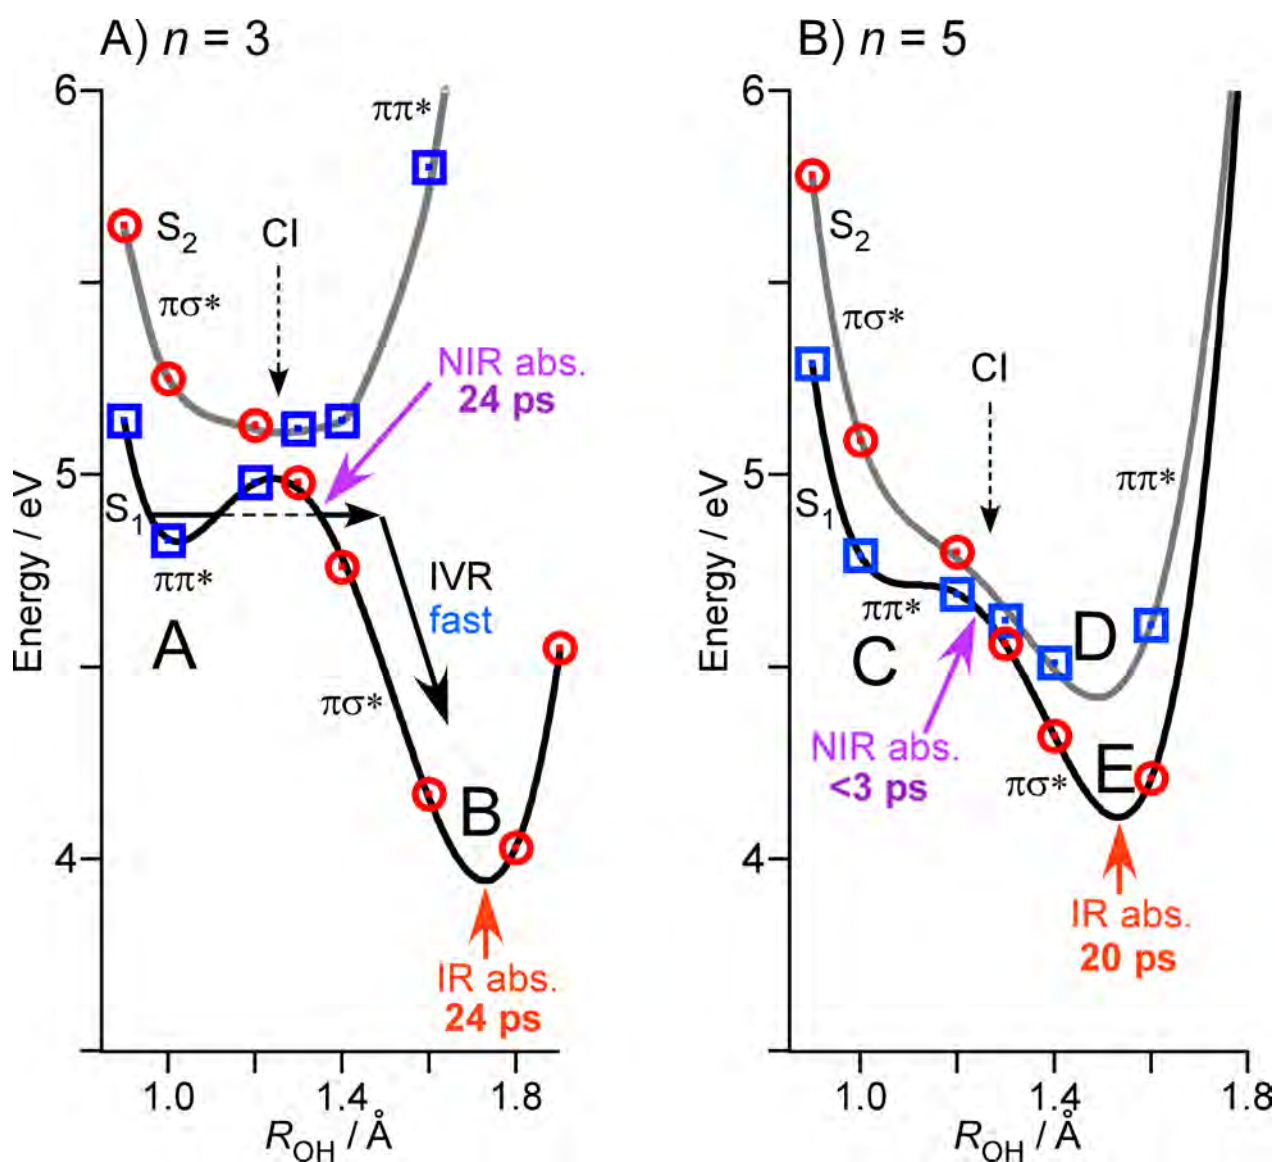 A) n = 3
6
5
4
Energy / eV
1.0
1.4
1.8
R_OH / Å
S₂
πσ*
CI
ππ*
NIR abs.
24 ps
S₁
ππ*
A
IVR
fast
πσ*
B
IR abs.
24 ps
B) n = 5
6
5
4
Energy / eV
1.0
1.4
1.8
R_OH / Å
S₂
πσ*
CI
S₁
ππ*
ππ*
C
D
NIR abs.
<3 ps
πσ*
E
IR abs.
20 ps